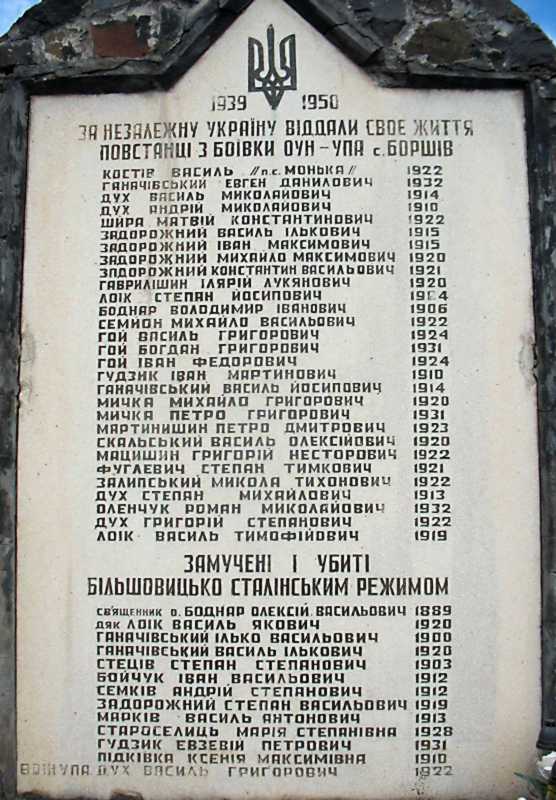 1939 1950
ЗА НЕЗАЛЕЖНУ УКРАЇНУ ВІДДАЛИ СВОЄ ЖИТТЯ
ПОВСТАНЦІ З БОЇВКИ ОУН-УПА с. БОРШІВ
КОСТІВ ВАСИЛЬ //п.с. МОНЬКА// 1922
ГАНАЧІВСЬКИЙ ЕВГЕН ДАНИЛОВИЧ 1932
ДУХ ВАСИЛЬ МИКОЛАЙОВИЧ 1914
ДУХ АНДРІЙ МИКОЛАЙОВИЧ 1910
ШИРА МАТВІЙ КОНСТАНТИНОВИЧ 1922
ЗАДОРОЖНИЙ ВАСИЛЬ ІЛЬКОВИЧ 1915
ЗАДОРОЖНИЙ ІВАН МАКСИМОВИЧ 1915
ЗАДОРОЖНИЙ МИХАЙЛО МАКСИМОВИЧ 1920
ЗАДОРОЖНИЙ КОНСТАНТИН ВАСИЛЬОВИЧ 1921
ГАВРИЛІШИН ІЛЯРІЙ ЛУКЯНОВИЧ 1920
ЛОІК СТЕПАН ЙОСИПОВИЧ
БОДНАР ВОЛОДИМИР ІВАНОВИЧ 1906
СЕМИОН МИХАЙЛО ВАСИЛЬОВИЧ 1922
ГОЙ ВАСИЛЬ ГРИГОРОВИЧ 1924
ГОЙ БОГДАН ГРИГОРОВИЧ 1931
ГОЙ ІВАН ФЕДОРОВИЧ 1924
ГУДЗИК ІВАН МАРТИНОВИЧ 1910
ГАНАЧІВСЬКИЙ ВАСИЛЬ ЙОСИПОВИЧ 1914
МИЧКА МИХАЙЛО ГРИГОРОВИЧ 1920
МИЧКА ПЕТРО ГРИГОРОВИЧ 1931
МАРТИНИШИН ПЕТРО ДМИТРОВИЧ 1923
СКАЛЬСЬКИЙ ВАСИЛЬ ОЛЕКСІЙОВИЧ 1920
МАЦИШИН ГРИГОРІЙ НЕСТОРОВИЧ 1922
ФУГЛЕВИЧ СТЕПАН ТИМКОВИЧ 1921
ЗАЛИПСЬКИЙ МИКОЛА ТИХОНОВИЧ 1922
ДУХ СТЕПАН МИХАЙЛОВИЧ 1913
ОЛЕНЧУК РОМАН МИКОЛАЙОВИЧ 1932
ДУХ ГРИГОРІЙ СТЕПАНОВИЧ 1922
ЛОІК ВАСИЛЬ ТИМОФІЙОВИЧ 1919
ЗАМУЧЕНІ І УБИТІ
БІЛЬШОВИЦЬКО СТАЛІНСЬКИМ РЕЖИМОМ
СВ'ЯЩЕННИК О. БОДНАР ОЛЕКСІЙ ВАСИЛЬОВИЧ 1889
дяк ЛОІК ВАСИЛЬ ЯКОВИЧ 1920
ГАНАЧІВСЬКИЙ ІЛЬКО ВАСИЛЬОВИЧ 1900
ГАНАЧІВСЬКИЙ ВАСИЛЬ ІЛЬКОВИЧ 1920
СТЕЦІВ СТЕПАН СТЕПАНОВИЧ 1903
БОЙЧУК ІВАН ВАСИЛЬОВИЧ 1912
СЕМКІВ АНДРІЙ СТЕПАНОВИЧ 1912
ЗАДОРОЖНИЙ СТЕПАН ВАСИЛЬОВИЧ 1919
МАРКІВ ВАСИЛЬ АНТОНОВИЧ 1913
СТАРОСЕЛИЦЬ МАРІЯ СТЕПАНІВНА 1928
ГУДЗИК ЕВЗЕВІЙ ПЕТРОВИЧ 1931
ПІДКІВКА КСЕНІЯ МАКСИМІВНА 1910
ВОІН УПА ДУХ ВАСИЛЬ ГРИГОРОВИЧ 1922